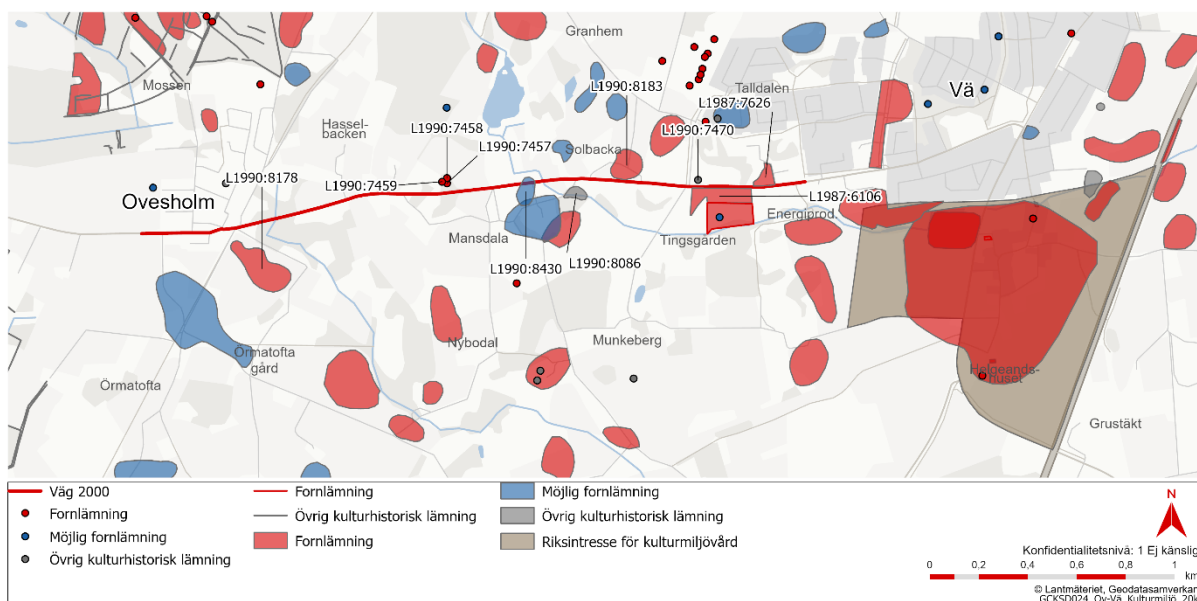 Granhem
Mossen
L1990:8183
Talldalen
Vä
L1987:7626
Hassel-
backen
L1990:7458
L1990:7470
L1990:7457
Solbacka
L1990:8178
L1990:7459
L1987:6106
Ovesholm
Energiprod
Mansdala
Tingsgården
L1990:8086
L1990:8430
Nybodal
Munkeberg
Örmatofta
gård
Helgeands-
huset
Örmatofta
Grustäkt
Väg 2000
Fornlämning
Möjlig fornlämning
Övrig kulturhistorisk lämning
Fornlämning
Övrig kulturhistorisk lämning
Fornlämning
Möjlig fornlämning
Övrig kulturhistorisk lämning
Riksintresse för kulturmiljövård
N
Konfidentialitetsnivå: 1 Ej känslig
0 0,2 0,4 0,6 0,8 1
km
© Lantmäteriet, Geodatasamverkan
GCKSD024_Ov-Vä_Kulturmiljö_20k